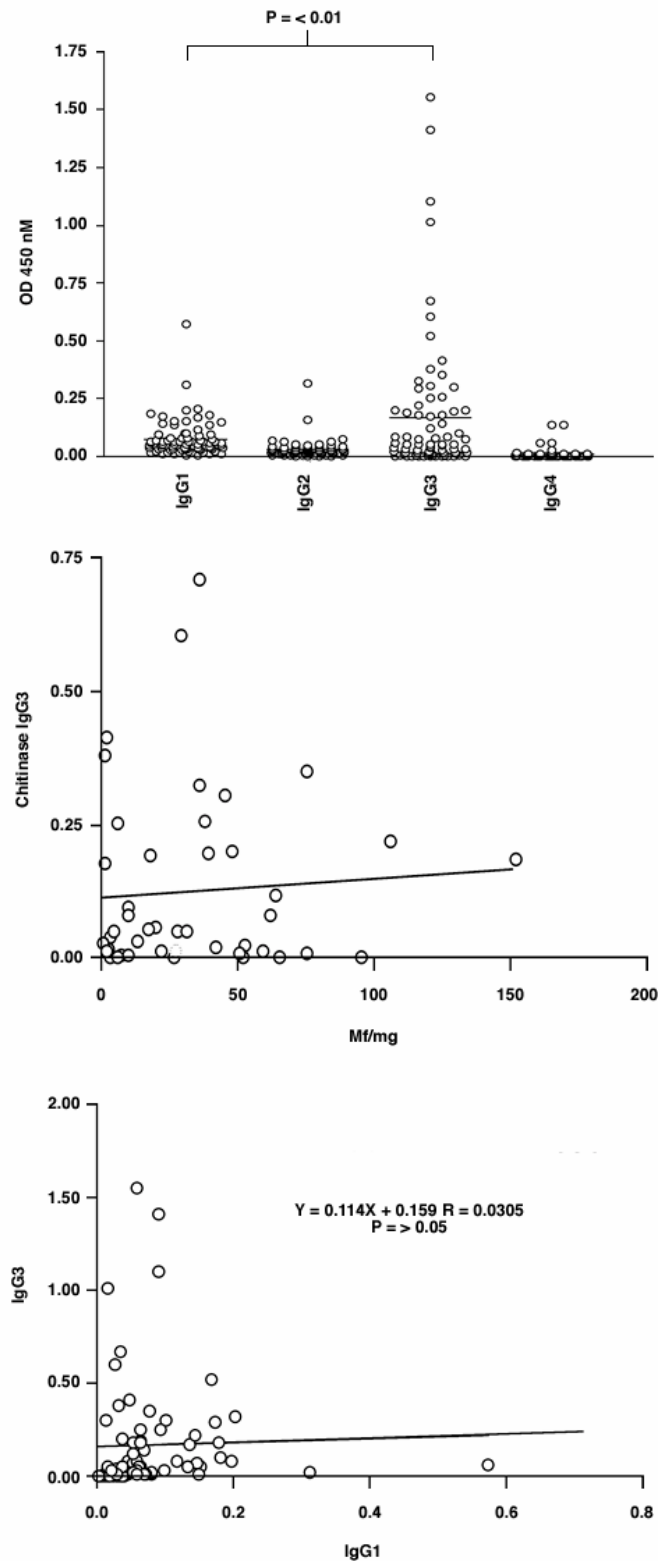 P = < 0.01
1.75
1.50
1.25
1.00
0.75
0.50
0.25
0.00
OD 450 nM
IgG1
IgG2
IgG3
IgG4
0.75
0.50
0.25
0.00
Chitinase IgG3
0
50
100
150
200
Mf/mg
2.00
1.50
1.00
0.50
0.00
IgG3
Y = 0.114X + 0.159 R = 0.0305
P = > 0.05
0.0
0.2
0.4
0.6
0.8
IgG1